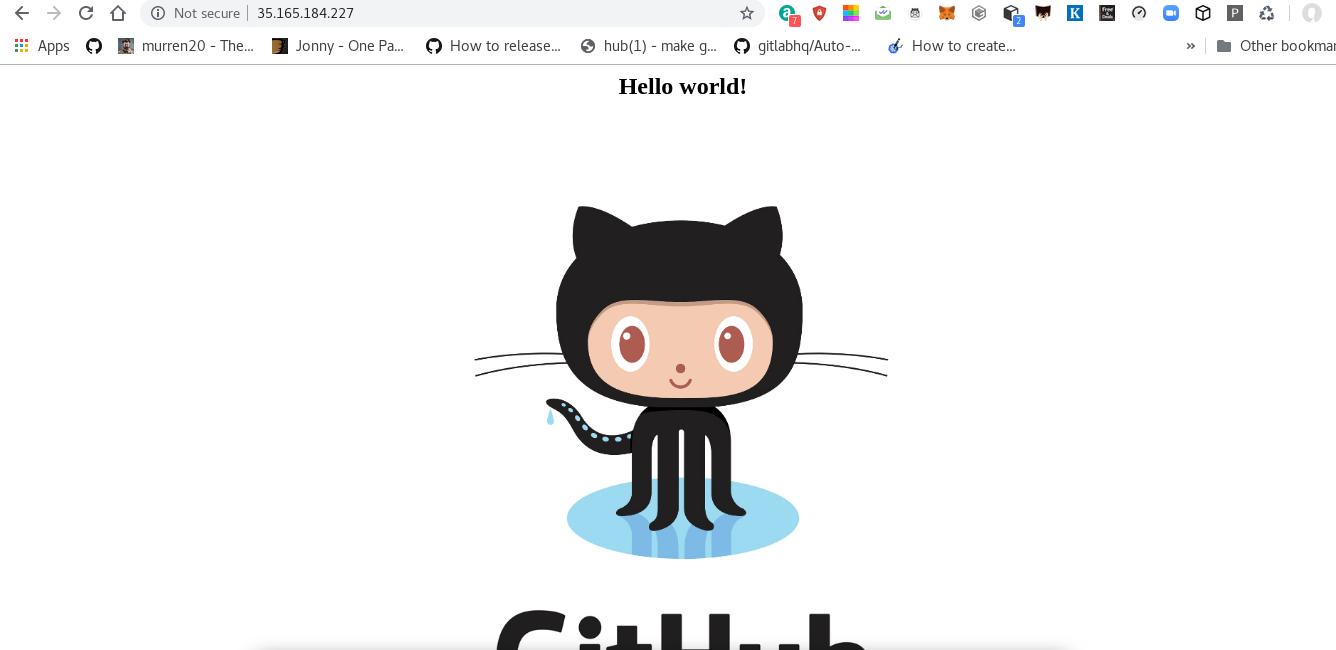 Not secure 35.165.184.227
7
2
K
P
Apps murren20 - The... Jonny - One Pa... How to release... hub(1) - make g... gitlabhq/Auto-... How to create... » Other bookmar
Hello world!
GitHub